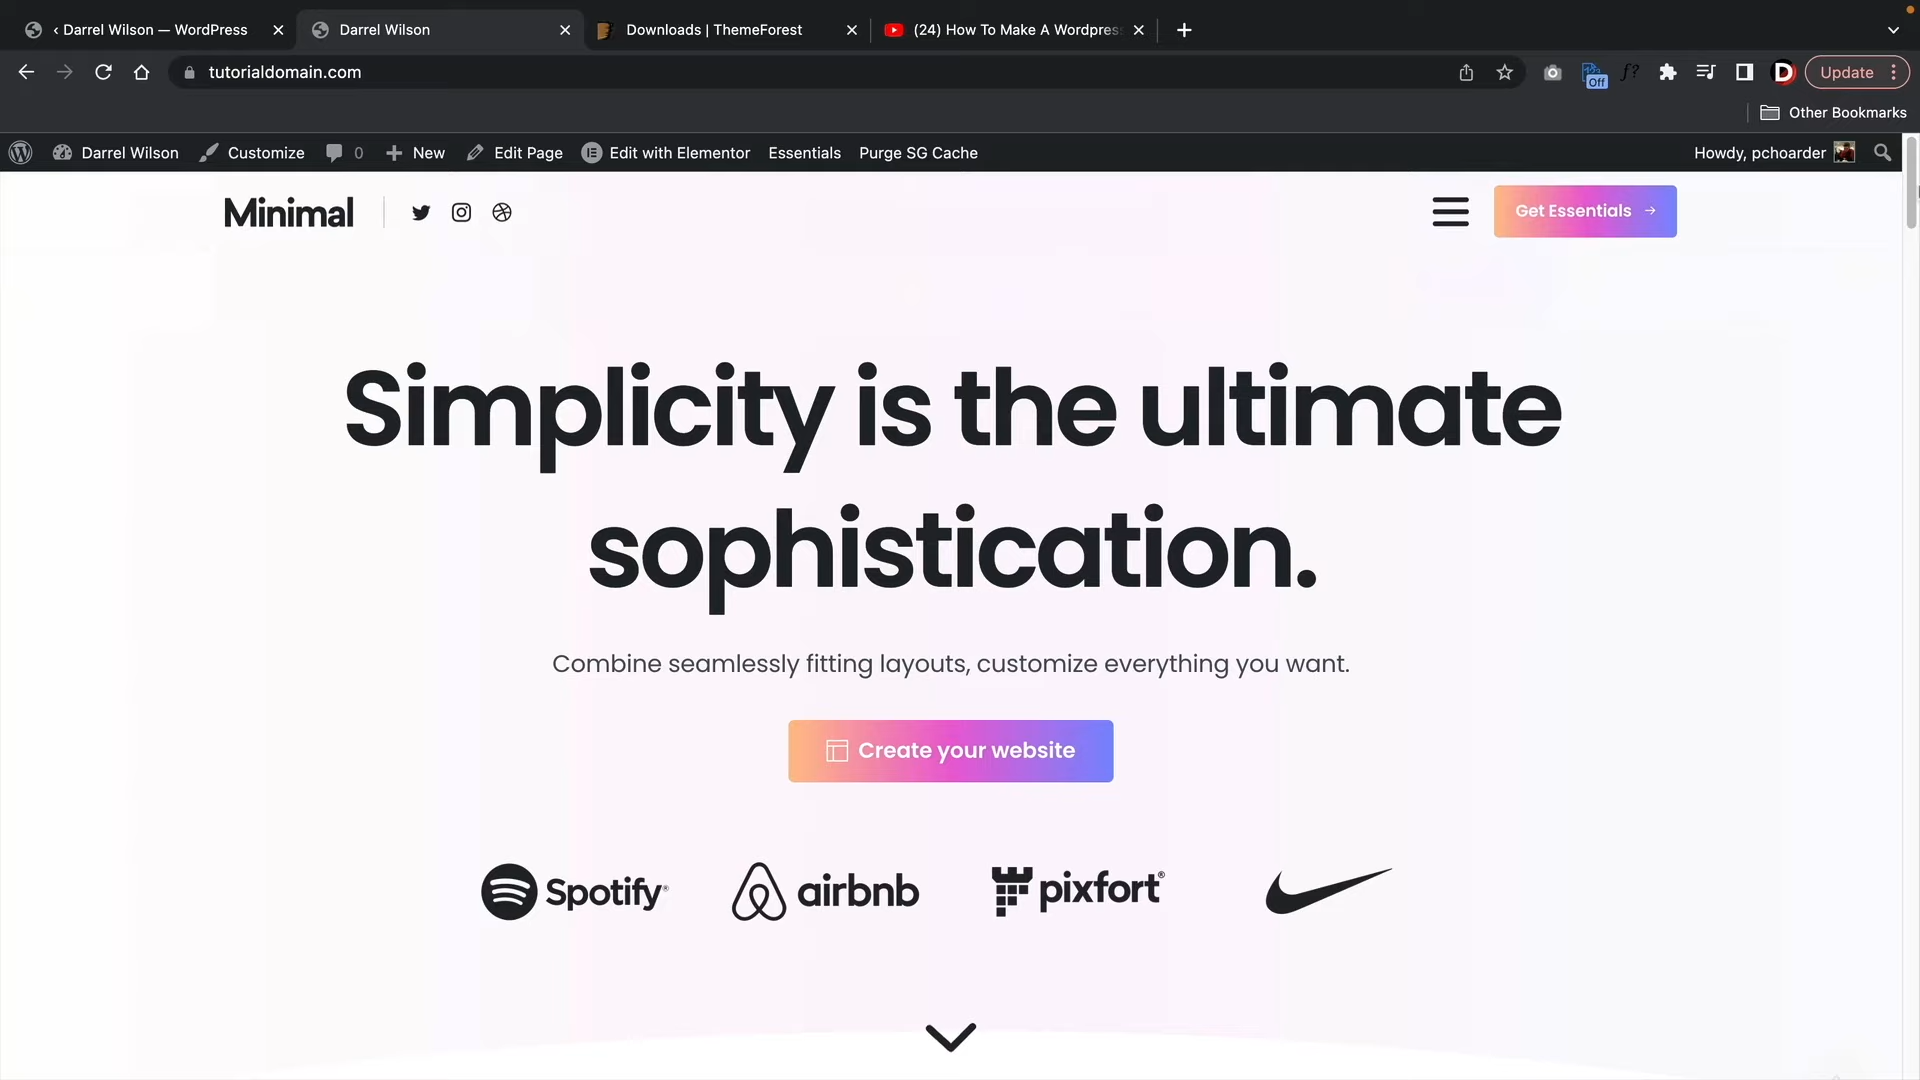 ‹ Darrel Wilson — WordPress
Darrel Wilson
Downloads | ThemeForest
(24) How To Make A Wordpres
tutorialdomain.com
Off
f?
D
Update
Other Bookmarks
Darrel Wilson
Customize
0
New
Edit Page
Edit with Elementor
Essentials
Purge SG Cache
Howdy, pchoarder
Minimal
Get Essentials
Simplicity is the ultimate
sophistication.
Combine seamlessly fitting layouts, customize everything you want.
Create your website
Spotify®
airbnb
pixfort®